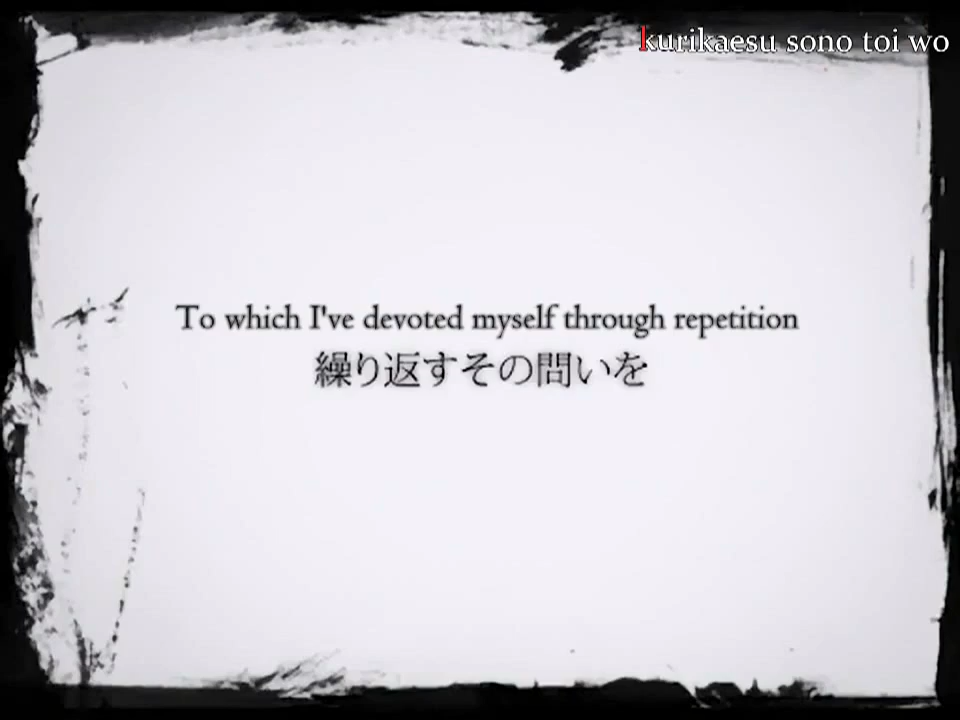 kurikaesu sono toi wo
To which I've devoted myself through repetition
繰り返すその問いを